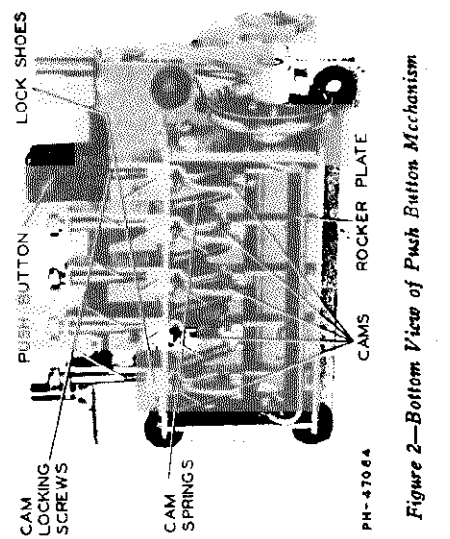 CAM
LOCKING
SCREWS
PUSH BUTTON
LOCK SHOES
CAM
SPRINGS
PH-47084
CAMS
ROCKER PLATE
Figure 2—Bottom View of Push Button Mechanism